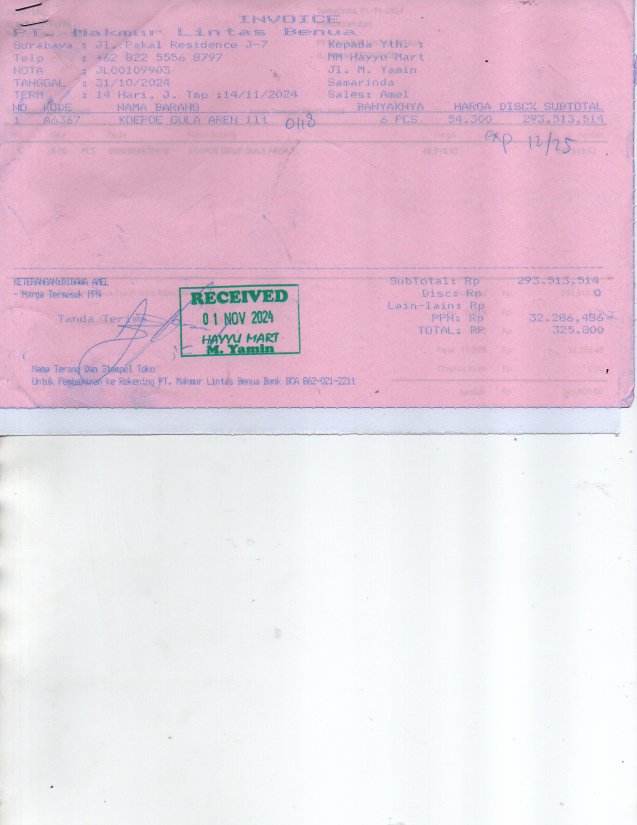 INVOICE
PT. Makmur Lintas Benua
Surabaya : Jl. Pakal Residence J-7
Kepada Yth. :
Telp : +62 822 5556 8797
MM Hayyu Mart
NOTA : JL00109903
Jl. M. Yamin
TANGGAL : 31/10/2024
Samarinda
TERM : 14 Hari, J. Tmp :14/11/2024
Sales: Amel
NO KODE NAMA BARANG BANYAKNYA HARGA DISC% SUBTOTAL
1 A6367 KOEPOE GULA AREN 1lt 0118 6 PCS 54,300 293.513,514
exp 12/25
KETERANGAN:DIBAWA AMEL
- Harga Termasuk PPN
SubTotal: Rp 293.513,514
Disc: Rp 0
Lain-lain: Rp
PPN: Rp 32.286,486
TOTAL: RP 325.800
Tanda Terima
RECEIVED
01 NOV 2024
HAYYU MART
M. Yamin
Nama Terang Dan Stempel Toko
Untuk Pembayaran ke Rekening PT. Makmur Lintas Benua Bank BCA 862-021-2211